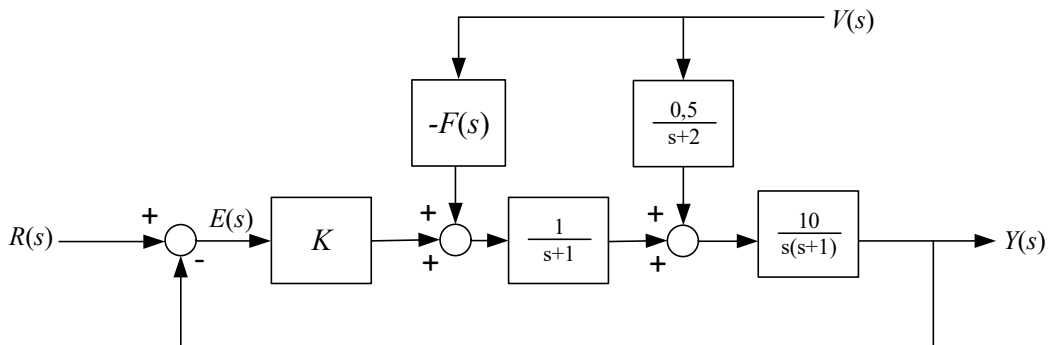 V(s)
-F(s)
0,5
s+2
R(s)
+
-
E(s)
K
+
+
1
s+1
+
+
10
s(s+1)
Y(s)